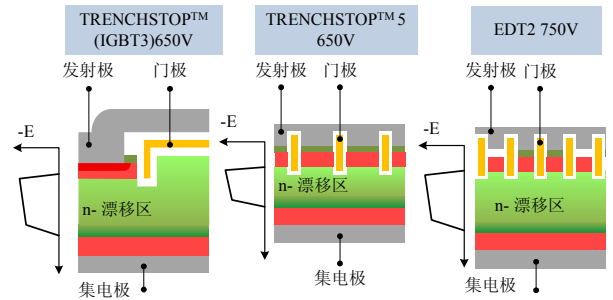 TRENCHSTOP™
(IGBT3)650V
TRENCHSTOP™ 5
650V
EDT2 750V
发射极 门极
发射极 门极
发射极 门极
-E
-E
-E
n- 漂移区
n- 漂移区
n- 漂移区
集电极
集电极
集电极